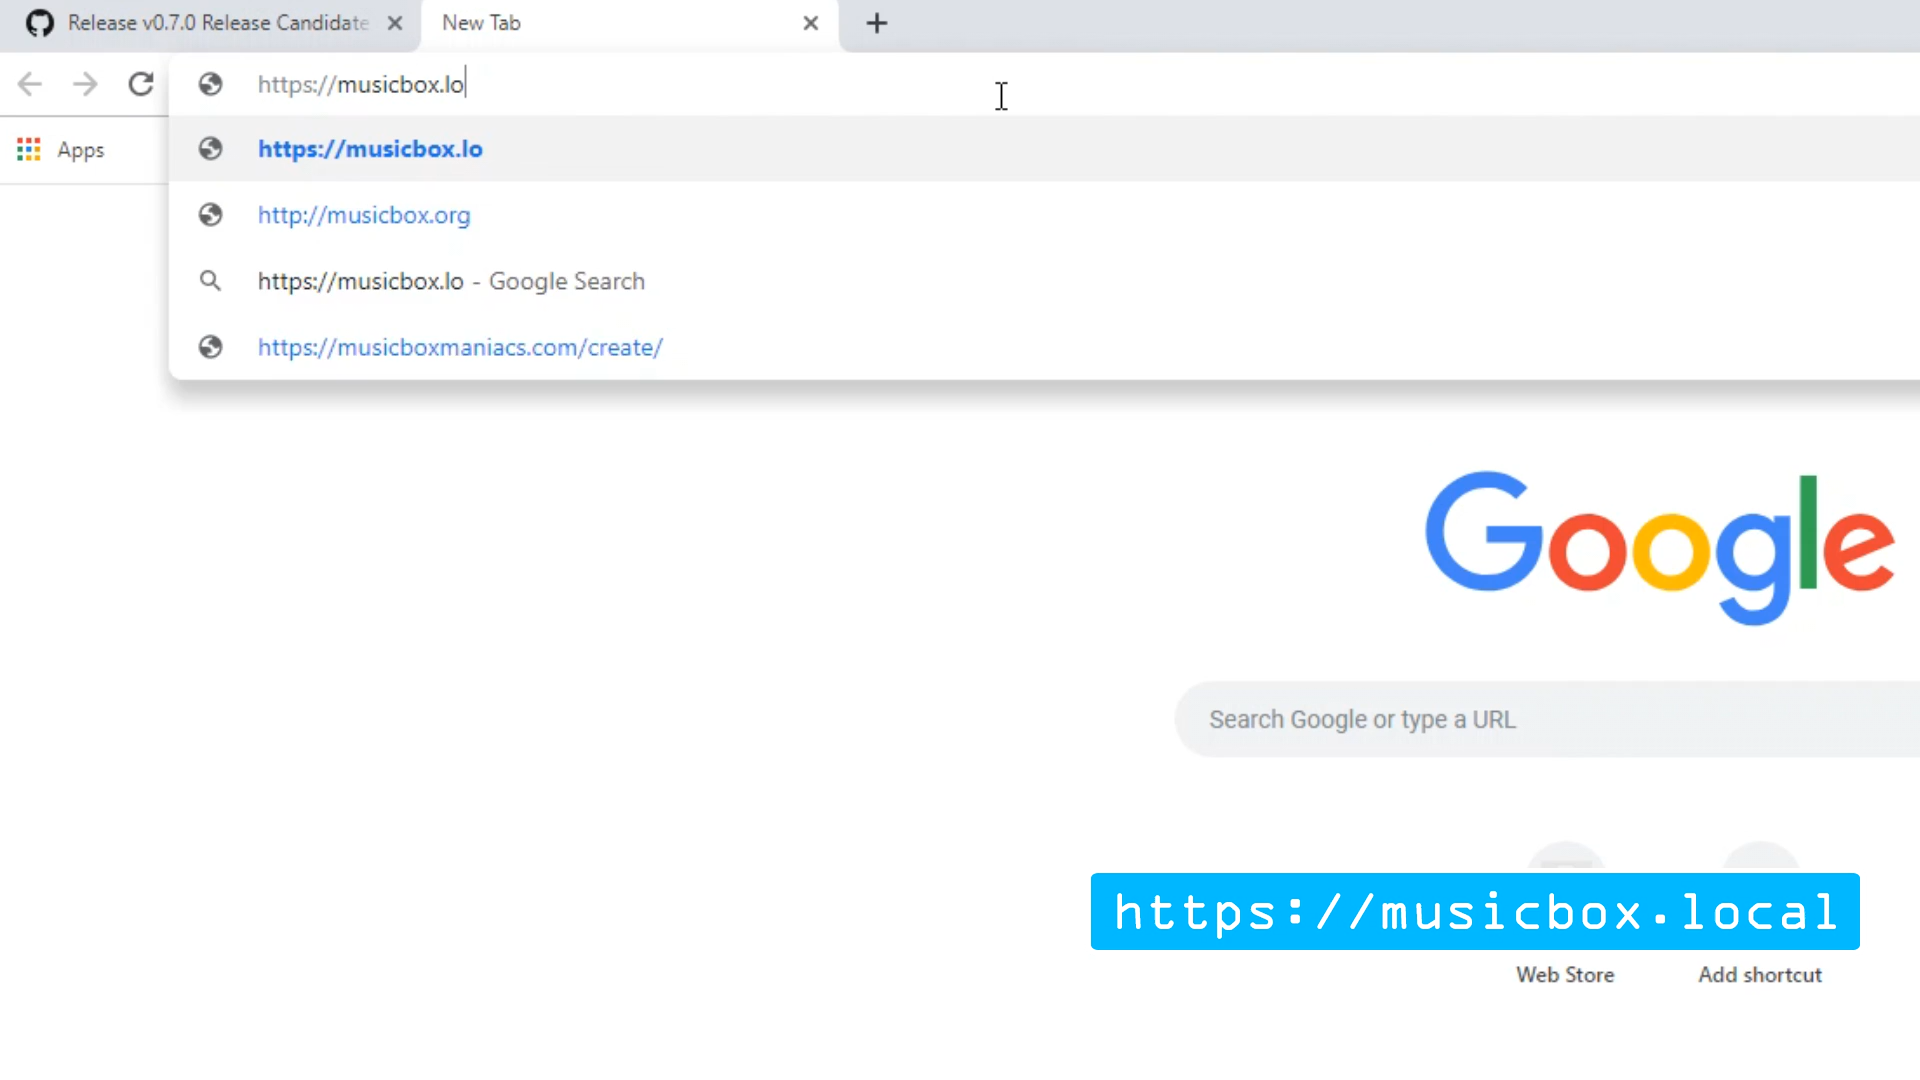 Release v0.7.0 Release Candidate
New Tab
https://musicbox.lo
Apps
https://musicbox.lo
http://musicbox.org
https://musicbox.lo - Google Search
https://musicboxmaniacs.com/create/
Google
Search Google or type a URL
https://musicbox.local
Web Store
Add shortcut